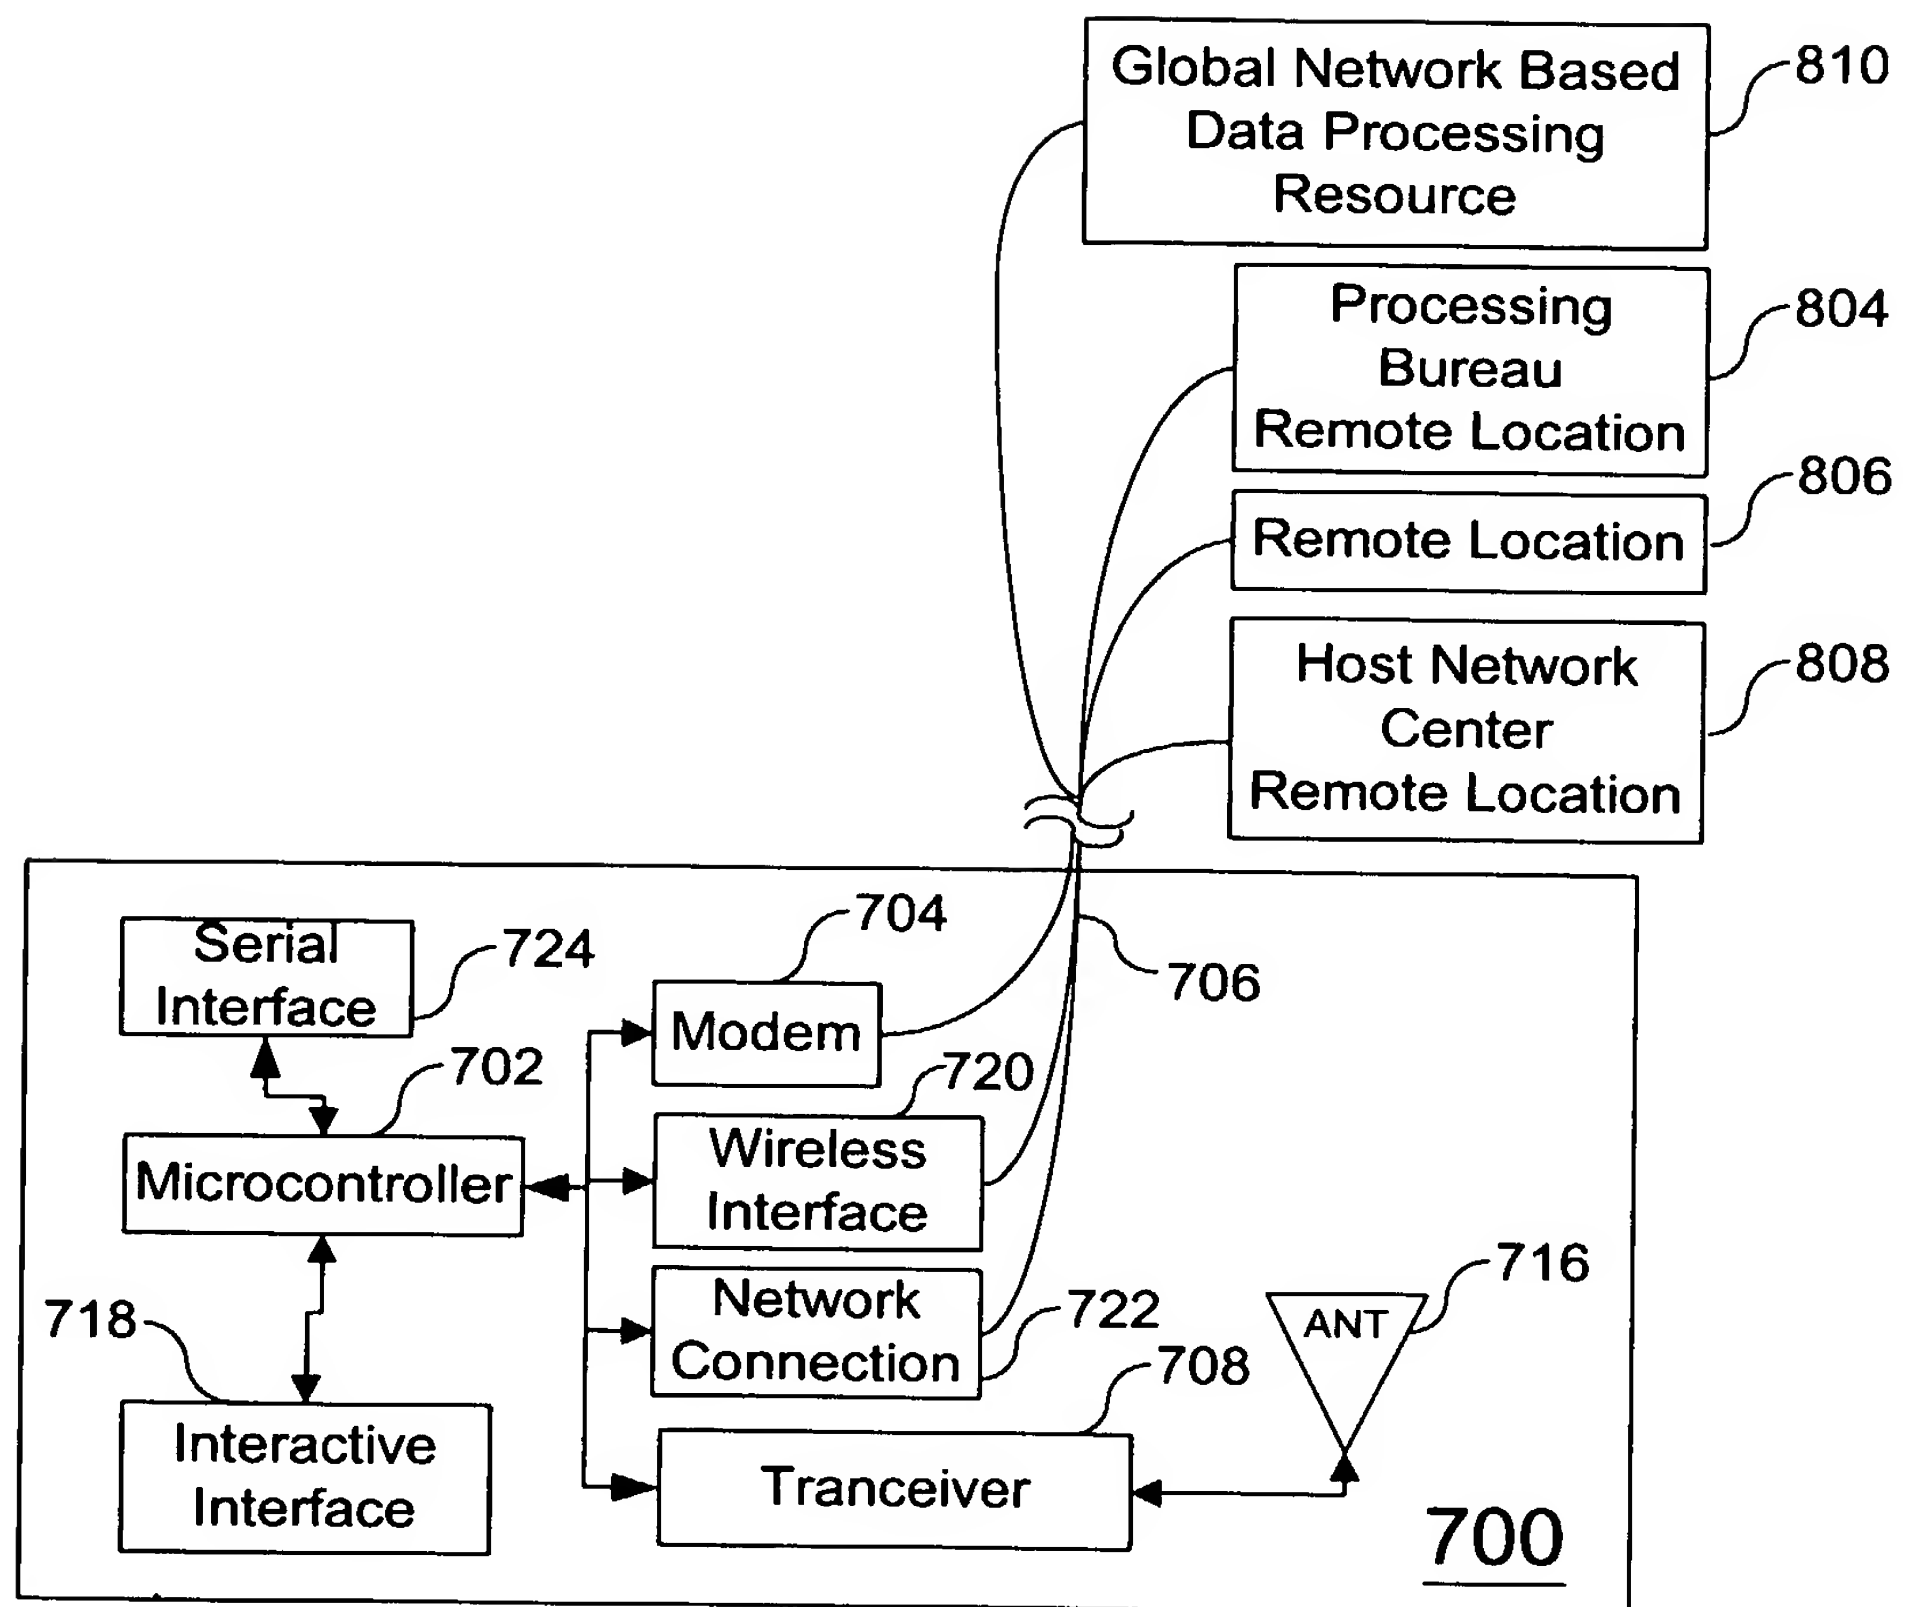 Global Network Based
Data Processing
Resource
810
Processing
Bureau
Remote Location
804
Remote Location
806
Host Network
Center
Remote Location
808
Serial
Interface
724
704
Modem
706
702
Microcontroller
720
Wireless
Interface
718
Interactive
Interface
Network
Connection
722
708
Tranceiver
716
ANT
700